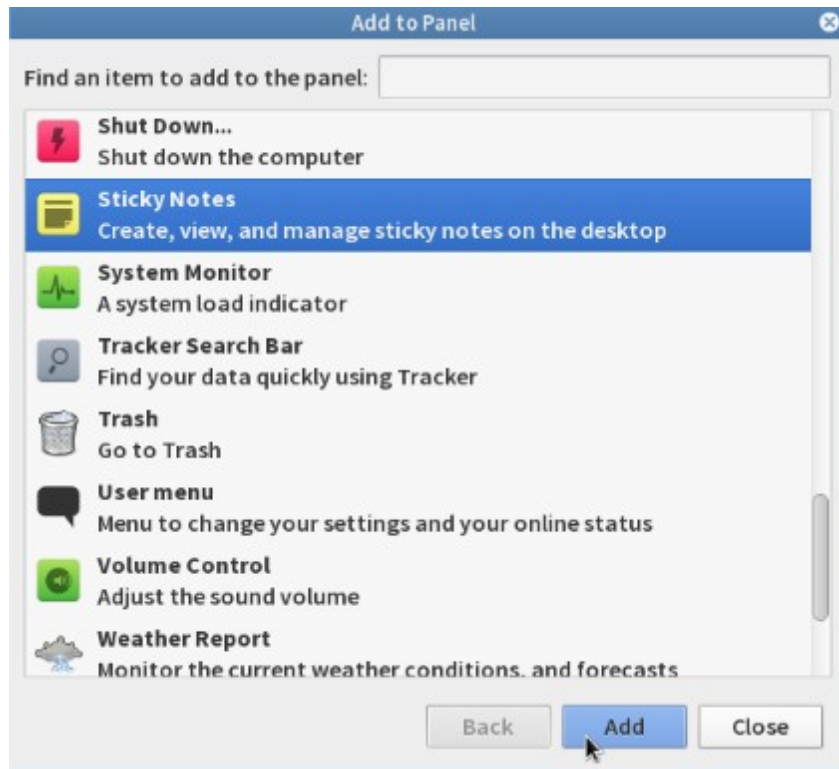 Add to Panel
Find an item to add to the panel:
Shut Down...
Shut down the computer
Sticky Notes
Create, view, and manage sticky notes on the desktop
System Monitor
A system load indicator
Tracker Search Bar
Find your data quickly using Tracker
Trash
Go to Trash
User menu
Menu to change your settings and your online status
Volume Control
Adjust the sound volume
Weather Report
Monitor the current weather conditions, and forecasts
Back Add Close